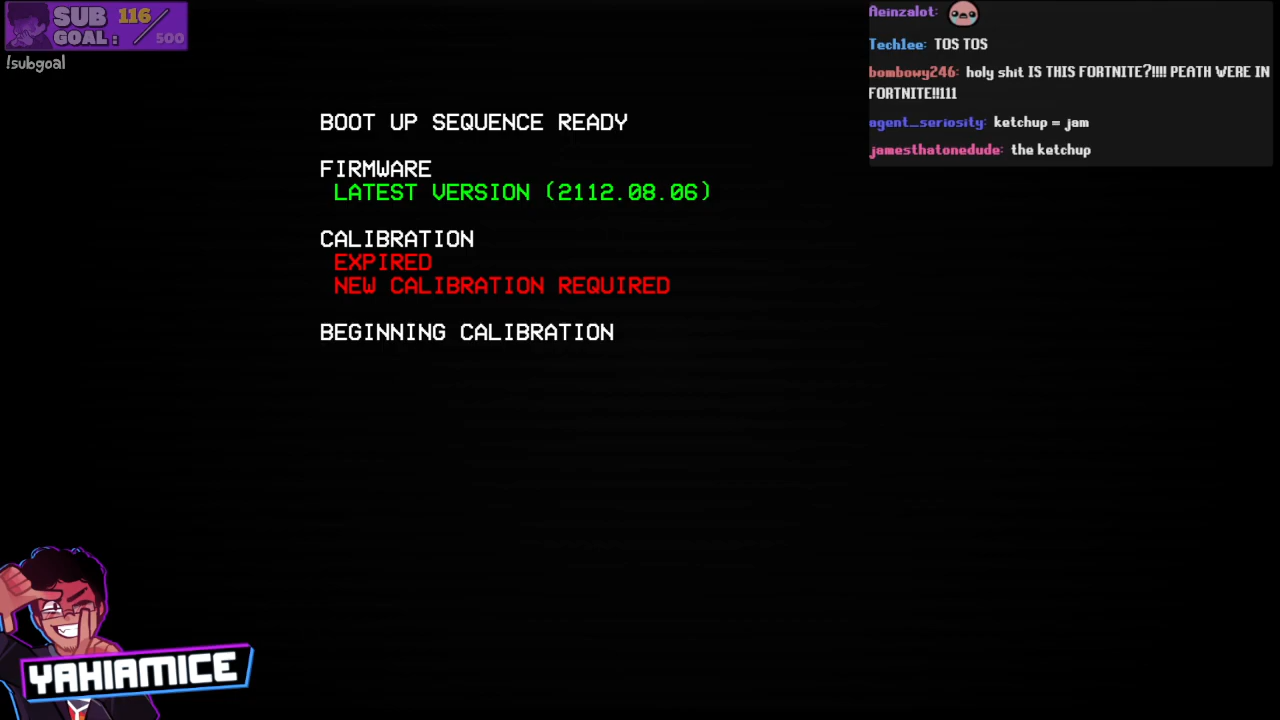 SUB 116 /
GOAL: 500
!subgoal
Aeinzalot:
Tech1ee: TOS TOS
bombowy246: holy shit IS THIS FORTNITE?!!!! PEATH WERE IN
FORTNITE!!111
agent_seriosity: ketchup = jam
jamesthatonedude: the ketchup
BOOT UP SEQUENCE READY
FIRMWARE
LATEST VERSION (2112.08.06)
CALIBRATION
EXPIRED
NEW CALIBRATION REQUIRED
BEGINNING CALIBRATION
YAHIAMICE